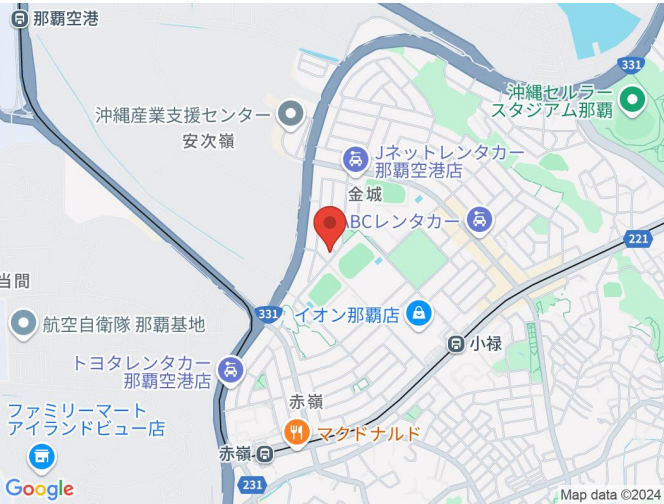 那覇空港
331
沖縄セルラー
スタジアム那覇
沖縄産業支援センター
安次嶺
Jネットレンタカー
那覇空港店
金城
ABCレンタカー
221
当間
331
イオン那覇店
航空自衛隊 那覇基地
小禄
トヨタレンタカー
那覇空港店
赤嶺
ファミリーマート
アイランドビュー店
マクドナルド
赤嶺
231
Google
Map data ©2024